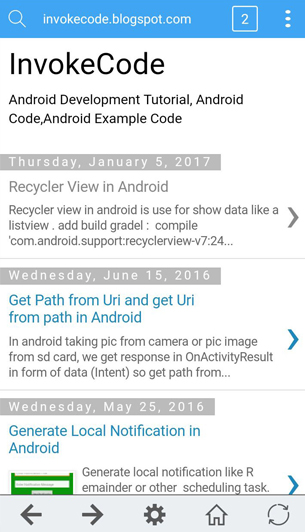 invokecode.blogspot.com
2
InvokeCode
Android Development Tutorial, Android
Code,Android Example Code
Thursday, January 5, 2017
Recycler View in Android
Recycler view in android is use for show data like a
listview . add build gradel :  compile
'com.android.support:recyclerview-v7:24...
Wednesday, June 15, 2016
Get Path from Uri and get Uri
from path in Android
In android taking pic from camera or pic image
from sd card, we get response in OnActivityResult
in form of data (Intent) so get path from...
Wednesday, May 25, 2016
Generate Local Notification in
Android
Generate local notification like R
emainder or other  scheduling task.